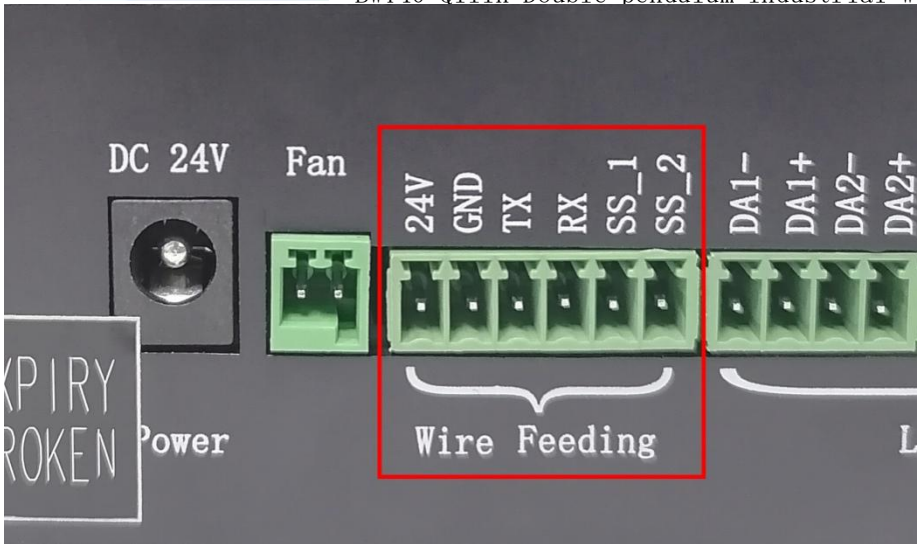 DC 24V
Fan
24V
GND
TX
RX
SS_1
SS_2
DA1-
DA1+
DA2-
DA2+
XPIRY
ROKEN
Power
Wire Feeding
L